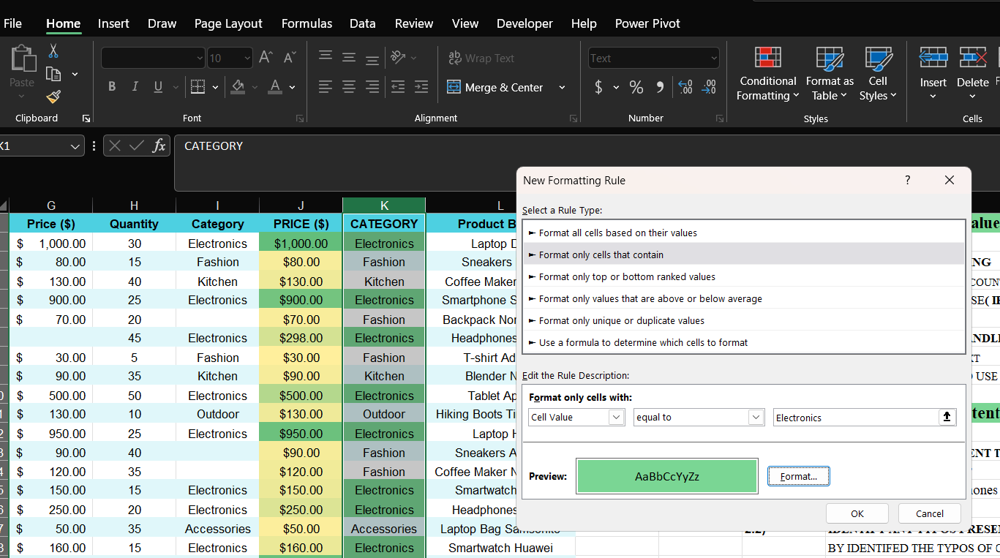 File Home Insert Draw Page Layout Formulas Data Review View Developer Help Power Pivot
Paste
Clipboard
10
B I U
Font
Wrap Text
Merge & Center
Alignment
Text
$ % 9 .00 .00
Number
Conditional Formatting
Format as Table
Cell Styles
Styles
Insert Delete
Cells
K1 fx CATEGORY
G H I J K L
Price ($) Quantity Category PRICE ($) CATEGORY Product B
$ 1,000.00 30 Electronics $1,000.00 Electronics Laptop D
$ 80.00 15 Fashion $80.00 Fashion Sneakers
$ 130.00 40 Kitchen $130.00 Kitchen Coffee Maker
$ 900.00 25 Electronics $900.00 Electronics Smartphone S
$ 70.00 20 $70.00 Fashion Backpack Nor
45 Electronics $298.00 Electronics Headphones
$ 30.00 5 Fashion $30.00 Fashion T-shirt Ad
$ 90.00 35 Kitchen $90.00 Kitchen Blender N
$ 500.00 50 Electronics $500.00 Electronics Tablet Ap
$ 130.00 10 Outdoor $130.00 Outdoor Hiking Boots Ti
$ 950.00 25 Electronics $950.00 Electronics Laptop H
$ 90.00 40 $90.00 Fashion Sneakers A
$ 120.00 35 $120.00 Fashion Coffee Maker N
$ 150.00 15 Electronics $150.00 Electronics Smartwatch
$ 250.00 20 Electronics $250.00 Electronics Headphones
$ 50.00 35 Accessories $50.00 Accessories Laptop Bag Samsonite
$ 160.00 15 Electronics $160.00 Electronics Smartwatch Huawei
New Formatting Rule ?
Select a Rule Type:
► Format all cells based on their values
► Format only cells that contain
► Format only top or bottom ranked values
► Format only values that are above or below average
► Format only unique or duplicate values
► Use a formula to determine which cells to format
Edit the Rule Description:
Format only cells with:
Cell Value equal to Electronics
Preview: AaBbCcYyZz Format...
OK Cancel
alue
NG
COUN
SE( IF
NDLI
XT
USE
tent
ENT T
ones
2.2) IDENTIFY ANY TYPOS PRESEN
BY IDENTIFED THE TYPOS OF C